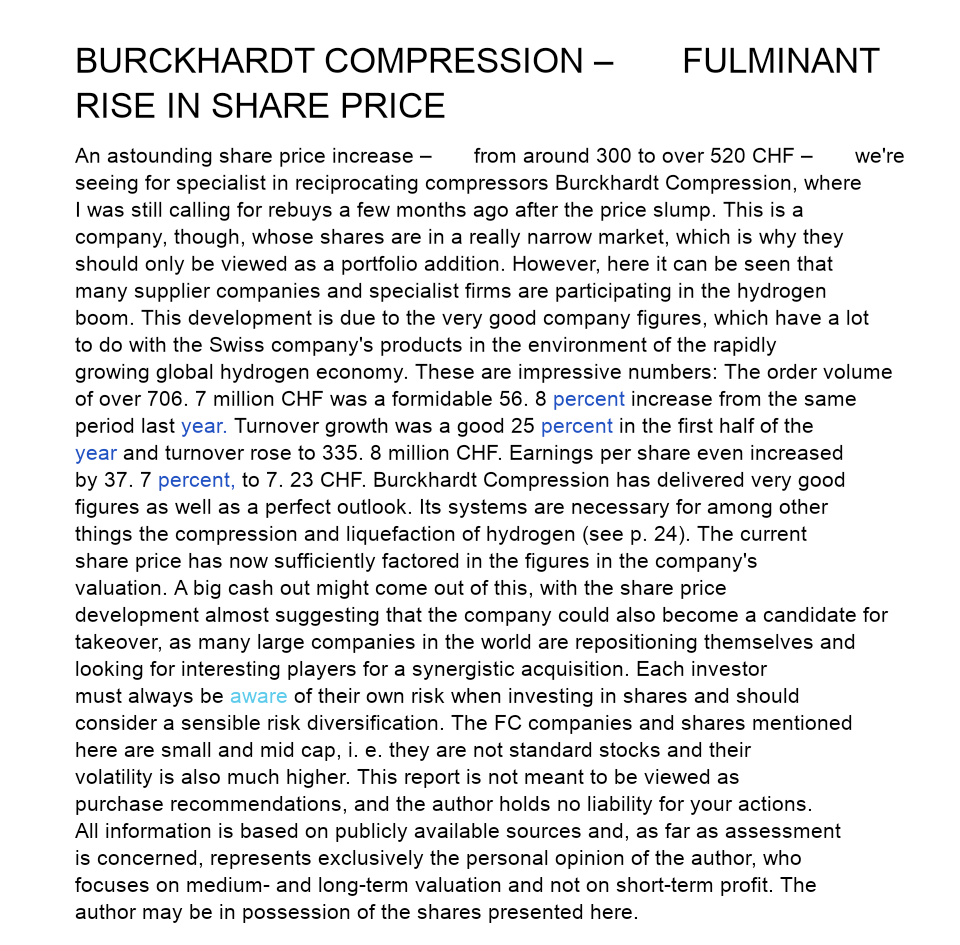 BURCKHARDT COMPRESSION – FULMINANT
RISE IN SHARE PRICE
An astounding share price increase – from around 300 to over 520 CHF – we're
seeing for specialist in reciprocating compressors Burckhardt Compression, where
I was still calling for rebuys a few months ago after the price slump. This is a
company, though, whose shares are in a really narrow market, which is why they
should only be viewed as a portfolio addition. However, here it can be seen that
many supplier companies and specialist firms are participating in the hydrogen
boom. This development is due to the very good company figures, which have a lot
to do with the Swiss company's products in the environment of the rapidly
growing global hydrogen economy. These are impressive numbers: The order volume
of over 706. 7 million CHF was a formidable 56. 8 percent increase from the same
period last year. Turnover growth was a good 25 percent in the first half of the
year and turnover rose to 335. 8 million CHF. Earnings per share even increased
by 37. 7 percent, to 7. 23 CHF. Burckhardt Compression has delivered very good
figures as well as a perfect outlook. Its systems are necessary for among other
things the compression and liquefaction of hydrogen (see p. 24). The current
share price has now sufficiently factored in the figures in the company's
valuation. A big cash out might come out of this, with the share price
development almost suggesting that the company could also become a candidate for
takeover, as many large companies in the world are repositioning themselves and
looking for interesting players for a synergistic acquisition. Each investor
must always be aware of their own risk when investing in shares and should
consider a sensible risk diversification. The FC companies and shares mentioned
here are small and mid cap, i. e. they are not standard stocks and their
volatility is also much higher. This report is not meant to be viewed as
purchase recommendations, and the author holds no liability for your actions.
All information is based on publicly available sources and, as far as assessment
is concerned, represents exclusively the personal opinion of the author, who
focuses on medium- and long-term valuation and not on short-term profit. The
author may be in possession of the shares presented here.